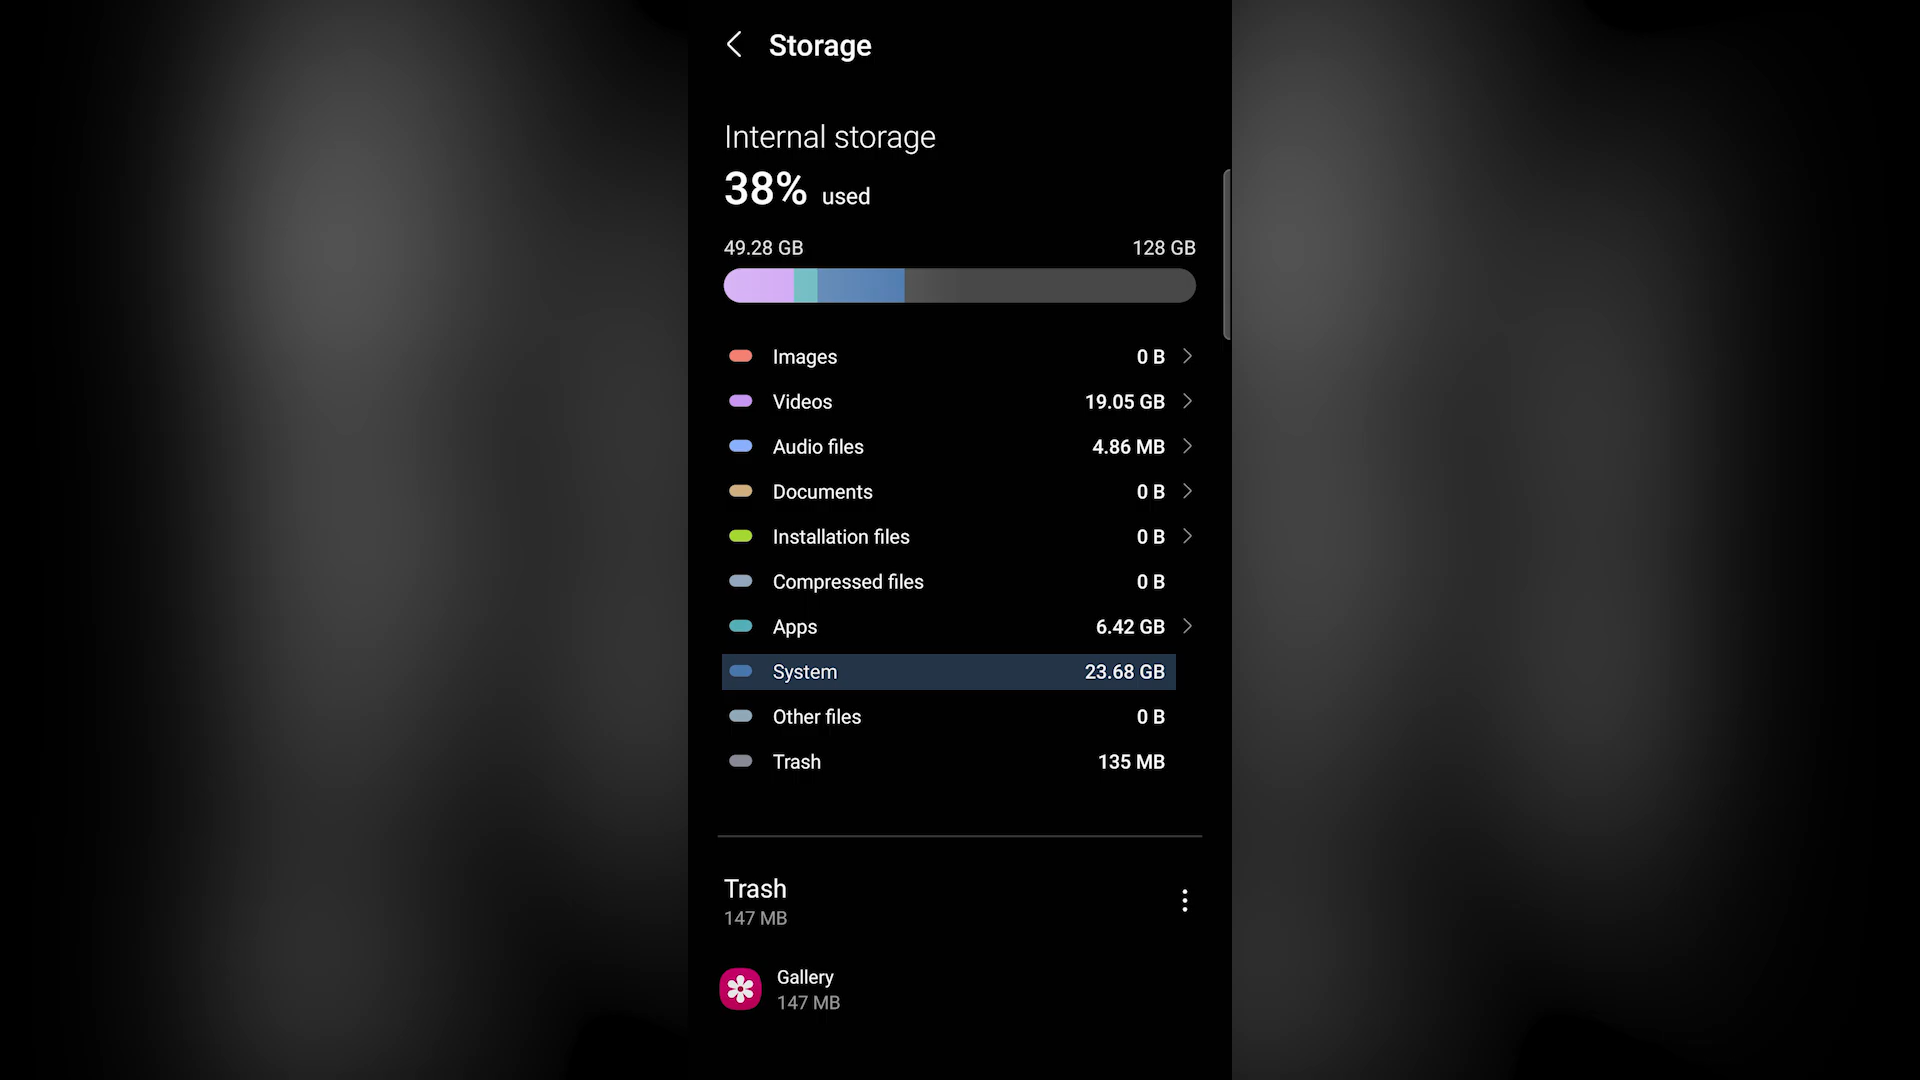 Storage
Internal storage
38% used
49.28 GB 128 GB
Images 0 B
Videos 19.05 GB
Audio files 4.86 MB
Documents 0 B
Installation files 0 B
Compressed files 0 B
Apps 6.42 GB
System 23.68 GB
Other files 0 B
Trash 135 MB
Trash
147 MB
Gallery
147 MB